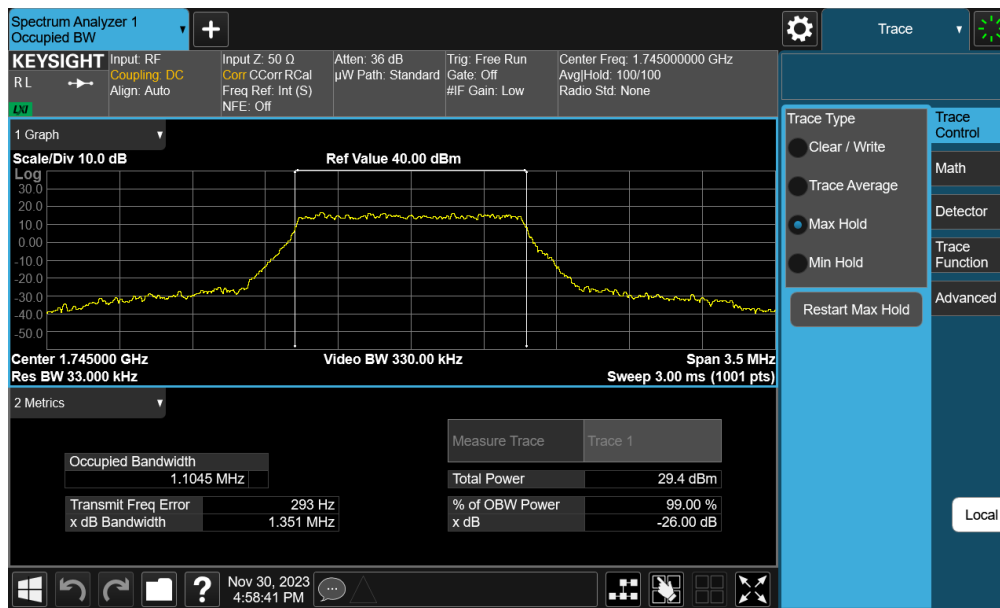 Spectrum Analyzer 1
Occupied BW
Trace
KEYSIGHT
R L
LXI
Input: RF
Coupling: DC
Align: Auto
Input Z: 50 Ω
Corr CCorr RCal
Freq Ref: Int (S)
NFE: Off
Atten: 36 dB
µW Path: Standard
Trig: Free Run
Gate: Off
#IF Gain: Low
Center Freq: 1.745000000 GHz
Avg|Hold: 100/100
Radio Std: None
1 Graph
Scale/Div 10.0 dB
Ref Value 40.00 dBm
Log
30.0
20.0
10.0
0.00
-10.0
-20.0
-30.0
-40.0
-50.0
Center 1.745000 GHz
Video BW 330.00 kHz
Span 3.5 MHz
Res BW 33.000 kHz
Sweep 3.00 ms (1001 pts)
2 Metrics
Measure Trace
Trace 1
Occupied Bandwidth
1.1045 MHz
Total Power
29.4 dBm
Transmit Freq Error
293 Hz
% of OBW Power
99.00 %
x dB Bandwidth
1.351 MHz
x dB
-26.00 dB
Trace Type
Clear / Write
Trace Average
Max Hold
Min Hold
Restart Max Hold
Trace
Control
Math
Detector
Trace
Function
Advanced
Local
?
Nov 30, 2023
4:58:41 PM